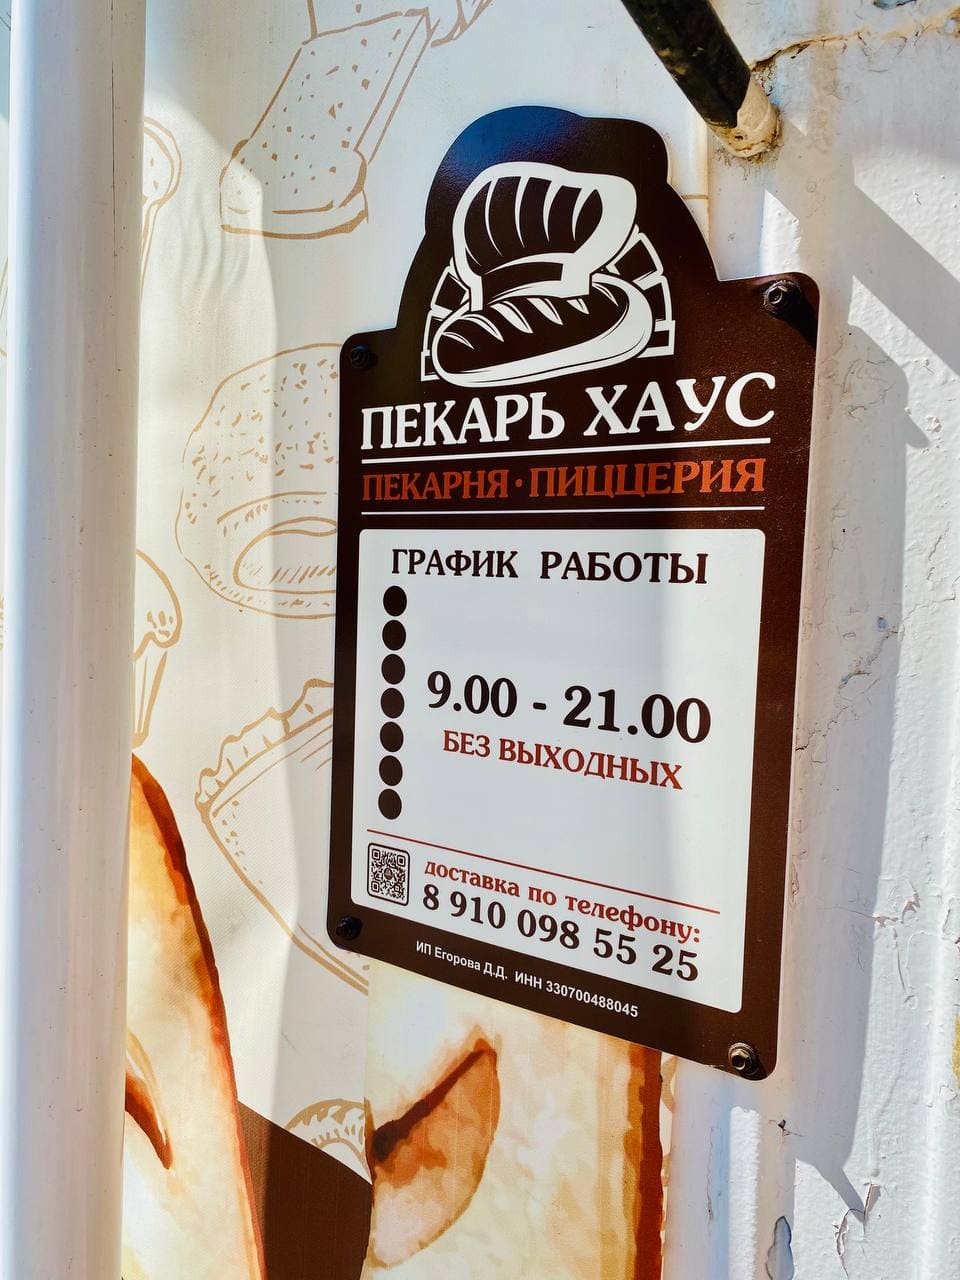 ПЕКАРЬ ХАУС
ПЕКАРНЯ · ПИЦЦЕРИЯ
ГРАФИК РАБОТЫ
9.00 - 21.00
БЕЗ ВЫХОДНЫХ
доставка по телефону:
8 910 098 55 25
ИП Егорова Д.Д. ИНН 330700488045